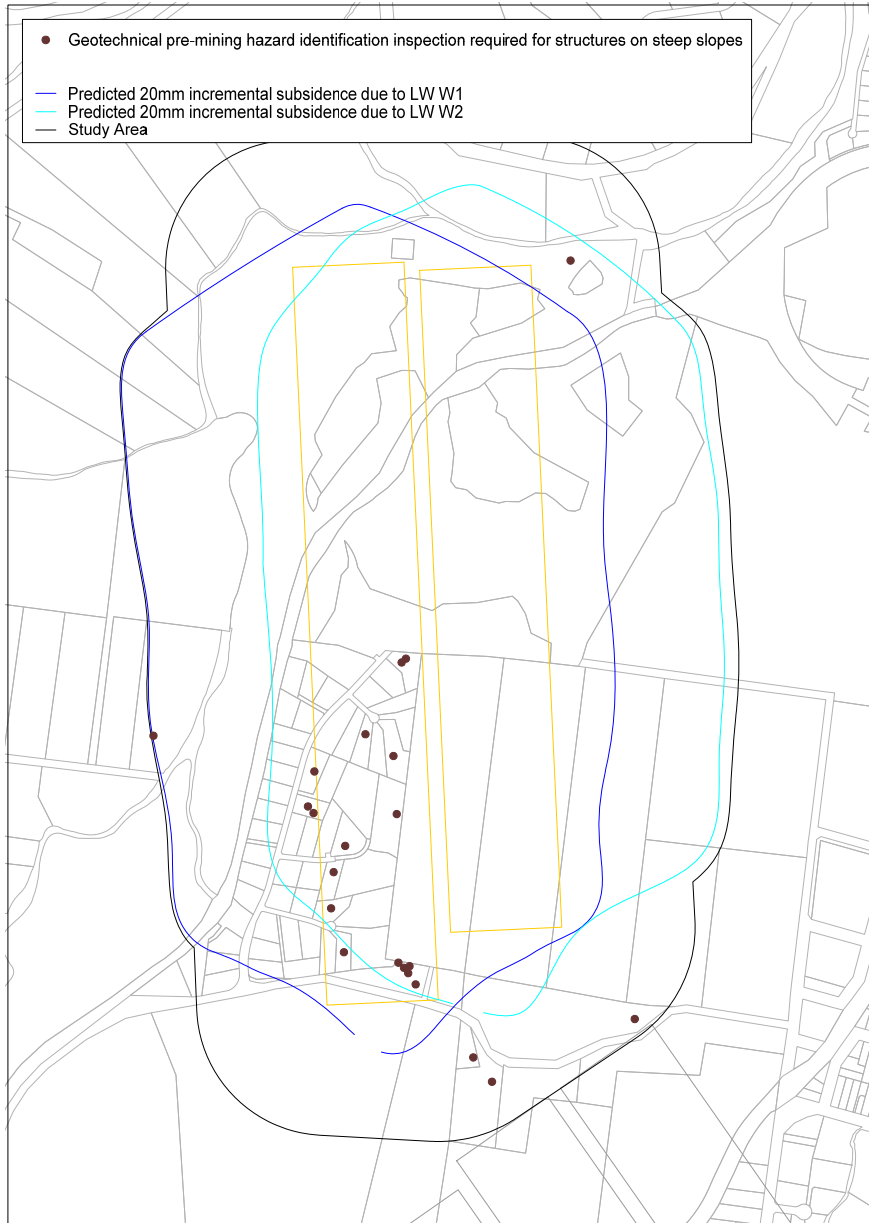 Geotechnical pre-mining hazard identification inspection required for structures on steep slopes
Predicted 20mm incremental subsidence due to LW W1
Predicted 20mm incremental subsidence due to LW W2
Study Area